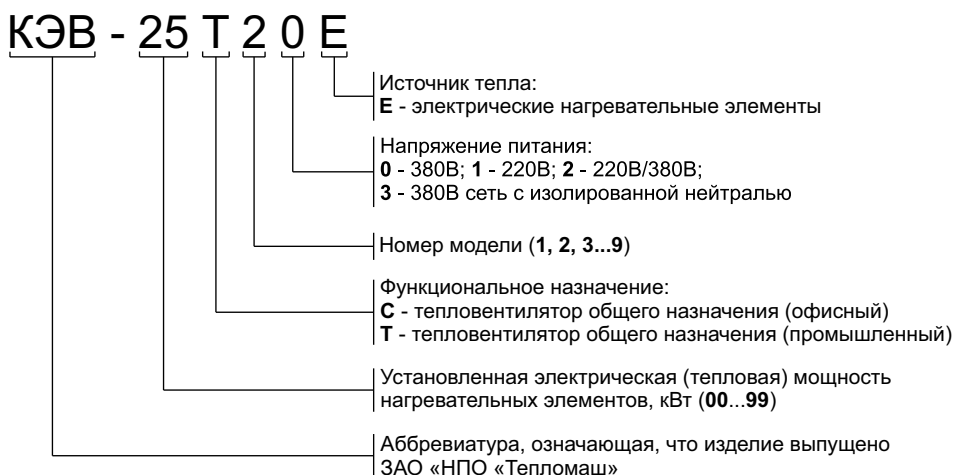 КЭВ - 25 Т 2 0 Е
Источник тепла:
Е - электрические нагревательные элементы
Напряжение питания:
0 - 380В; 1 - 220В; 2 - 220В/380В;
3 - 380В сеть с изолированной нейтралью
Номер модели (1, 2, 3...9)
Функциональное назначение:
С - тепловентилятор общего назначения (офисный)
Т - тепловентилятор общего назначения (промышленный)
Установленная электрическая (тепловая) мощность
нагревательных элементов, кВт (00...99)
Аббревиатура, означающая, что изделие выпущено
ЗАО «НПО «Тепломаш»